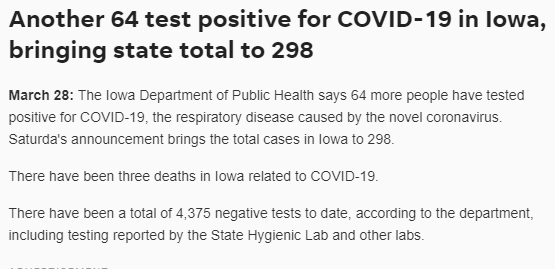 Another 64 test positive for COVID-19 in Iowa,
bringing state total to 298
March 28: The Iowa Department of Public Health says 64 more people have tested
positive for COVID-19, the respiratory disease caused by the novel coronavirus.
Saturda's announcement brings the total cases in Iowa to 298.
There have been three deaths in Iowa related to COVID-19.
There have been a total of 4,375 negative tests to date, according to the department,
including testing reported by the State Hygienic Lab and other labs.